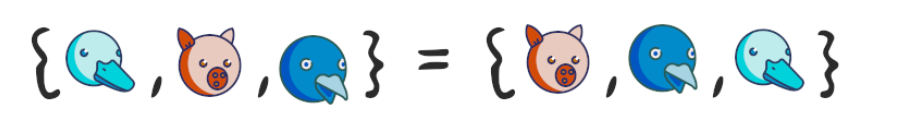 { , , } = { , , }